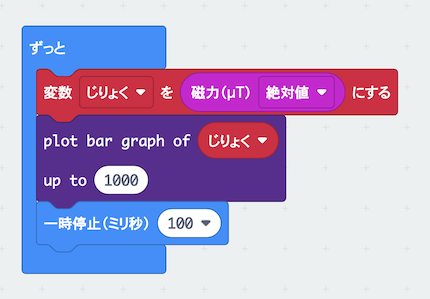 ずっと
変数 じりょく を 磁力(μT) 絶対値 にする
plot bar graph of じりょく
up to 1000
一時停止(ミリ秒) 100